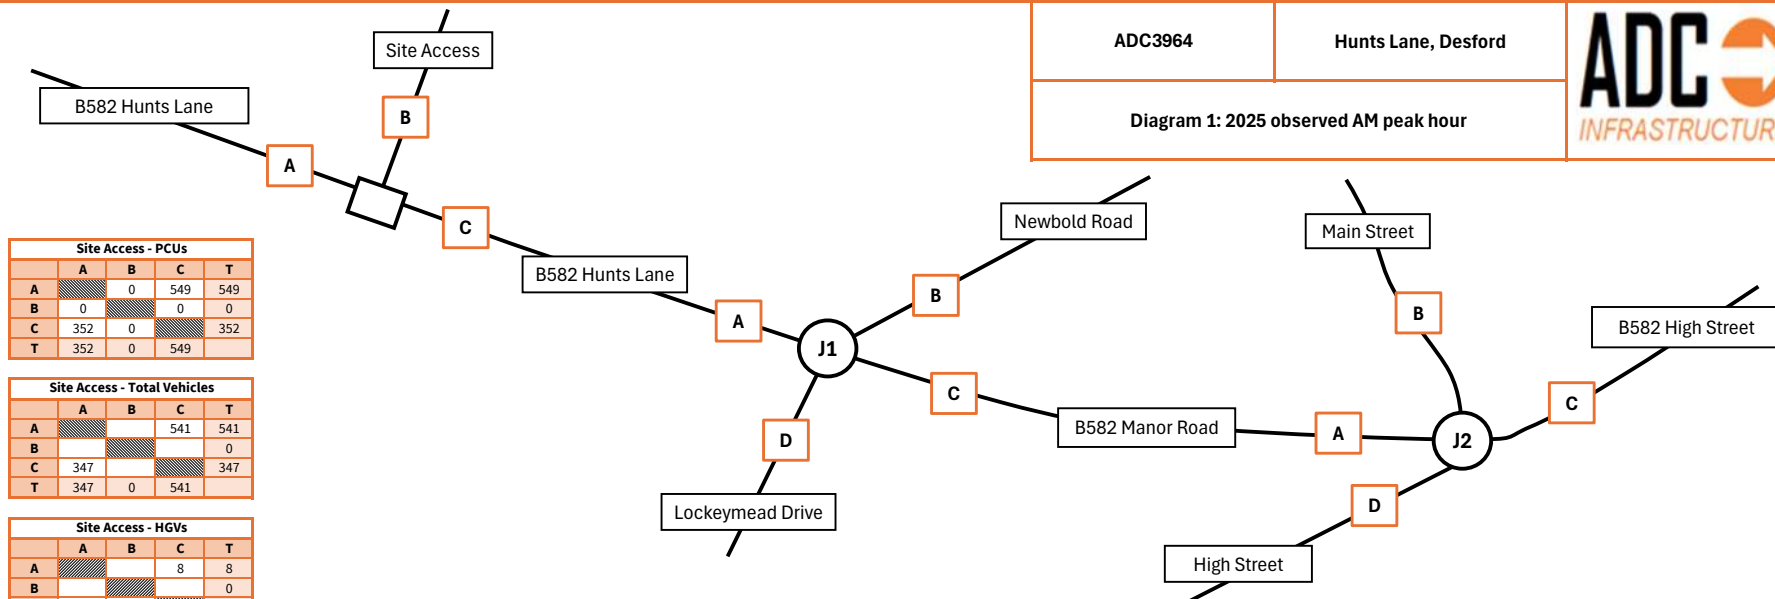 ADC3964
Hunts Lane, Desford
Diagram 1: 2025 observed AM peak hour
ADC
INFRASTRUCTUR
Site Access
B582 Hunts Lane
B
A
C
B582 Hunts Lane
Newbold Road
Main Street
B582 High Street
A
B
J1
C
D
Lockeymead Drive
B582 Manor Road
A
B
J2
C
D
High Street
Site Access - PCUs
A B C T
A 0 549 549
B 0 0 0
C 352 0 352
T 352 0 549
Site Access - Total Vehicles
A B C T
A 541 541
B 0
C 347 347
T 347 0 541
Site Access - HGVs
A B C T
A 8 8
B 0